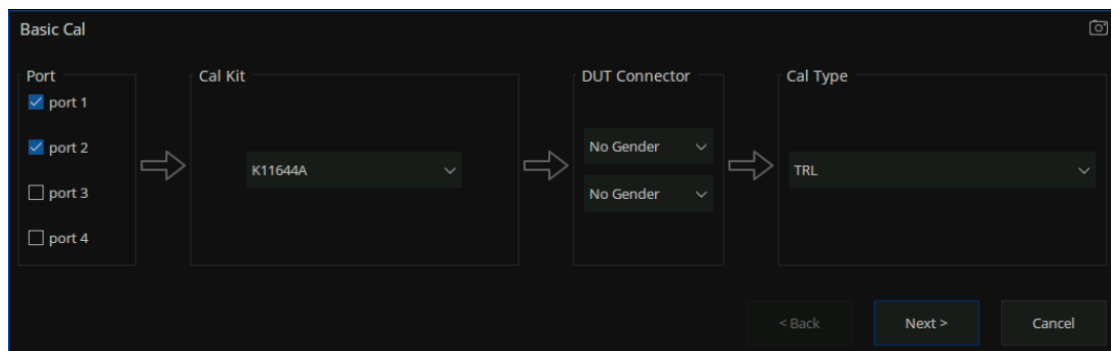 Basic Cal
Port
port 1
port 2
port 3
port 4
Cal Kit
K11644A
DUT Connector
No Gender
No Gender
Cal Type
TRL
< Back
Next >
Cancel